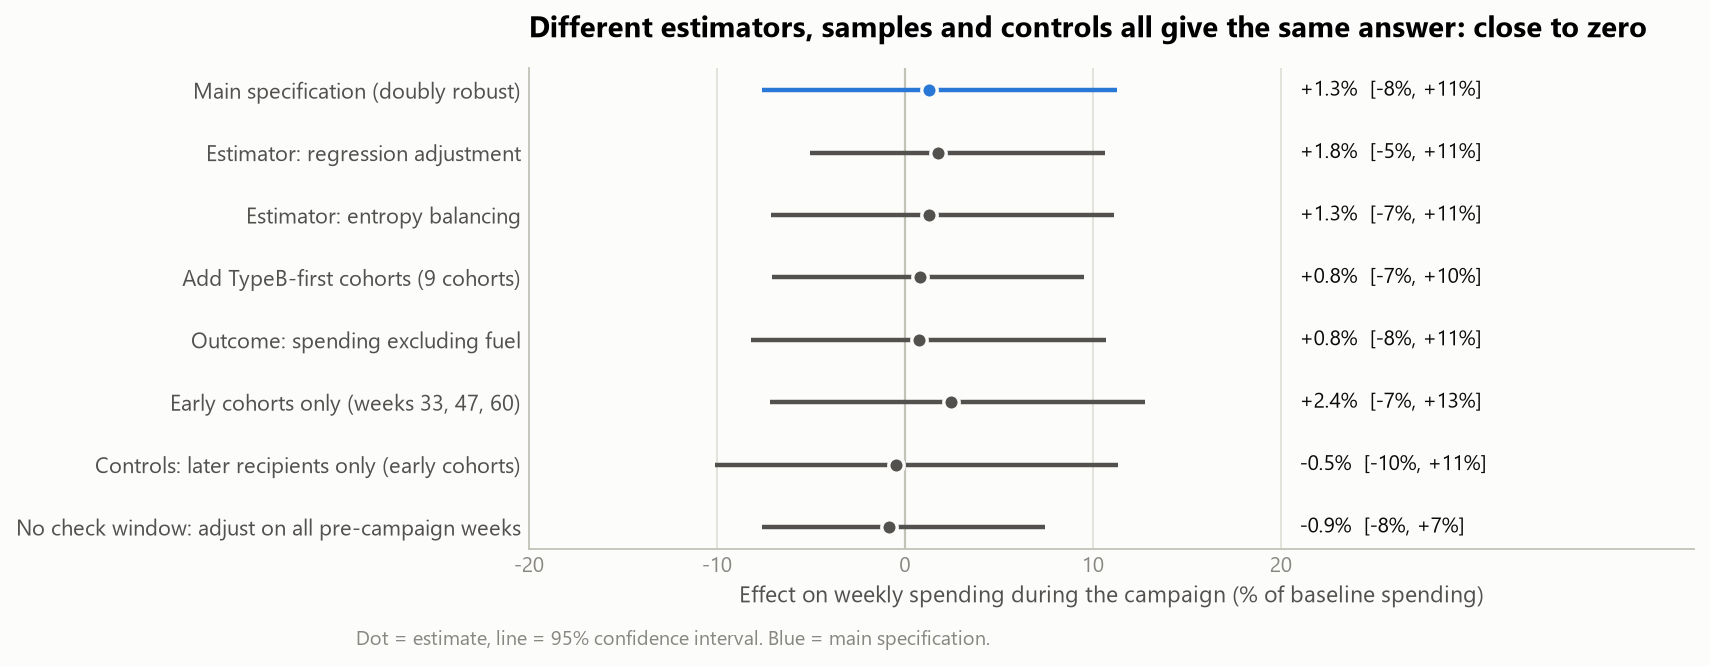 Different estimators, samples and controls all give the same answer: close to zero
Main specification (doubly robust) +1.3% [-8%, +11%]
Estimator: regression adjustment +1.8% [-5%, +11%]
Estimator: entropy balancing +1.3% [-7%, +11%]
Add TypeB-first cohorts (9 cohorts) +0.8% [-7%, +10%]
Outcome: spending excluding fuel +0.8% [-8%, +11%]
Early cohorts only (weeks 33, 47, 60) +2.4% [-7%, +13%]
Controls: later recipients only (early cohorts) -0.5% [-10%, +11%]
No check window: adjust on all pre-campaign weeks -0.9% [-8%, +7%]
-20 -10 0 10 20
Effect on weekly spending during the campaign (% of baseline spending)
Dot = estimate, line = 95% confidence interval. Blue = main specification.